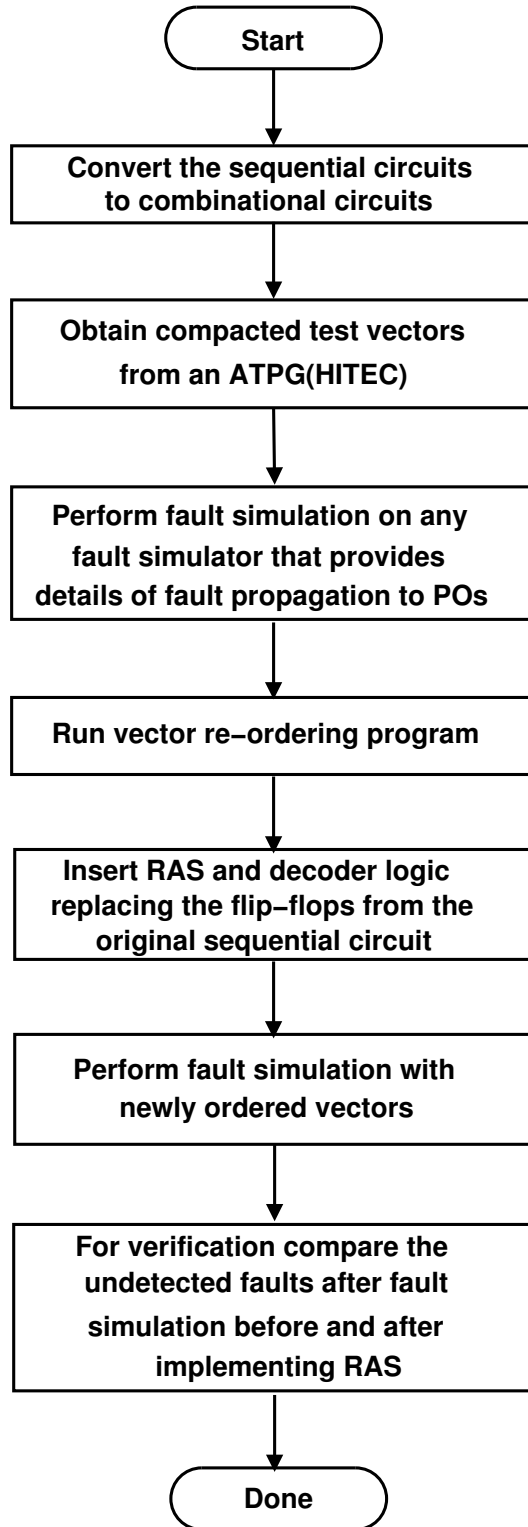 Start
Convert the sequential circuits
to combinational circuits
Obtain compacted test vectors
from an ATPG(HITEC)
Perform fault simulation on any
fault simulator that provides
details of fault propagation to POs
Run vector re−ordering program
Insert RAS and decoder logic
replacing the flip−flops from the
original sequential circuit
Perform fault simulation with
newly ordered vectors
For verification compare the
undetected faults after fault
simulation before and after
implementing RAS
Done